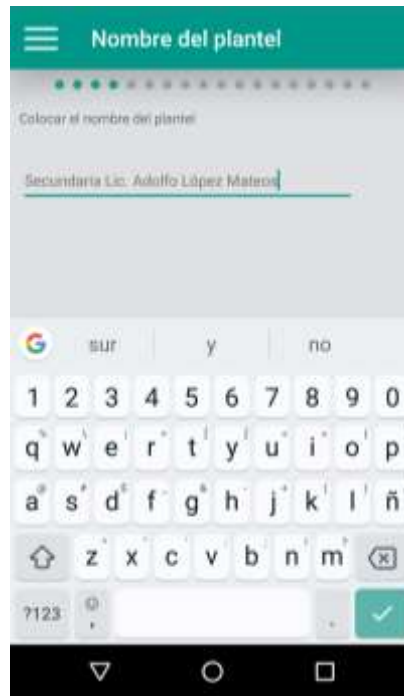 Nombre del plantel
Colocar el nombre del plantel
Secundaria Lic. Adolfo López Mateos
G sur y no
1 2 3 4 5 6 7 8 9 0
q w e r t y u i o p
a s d f g h j k l ñ
z x c v b n m
?123 , .